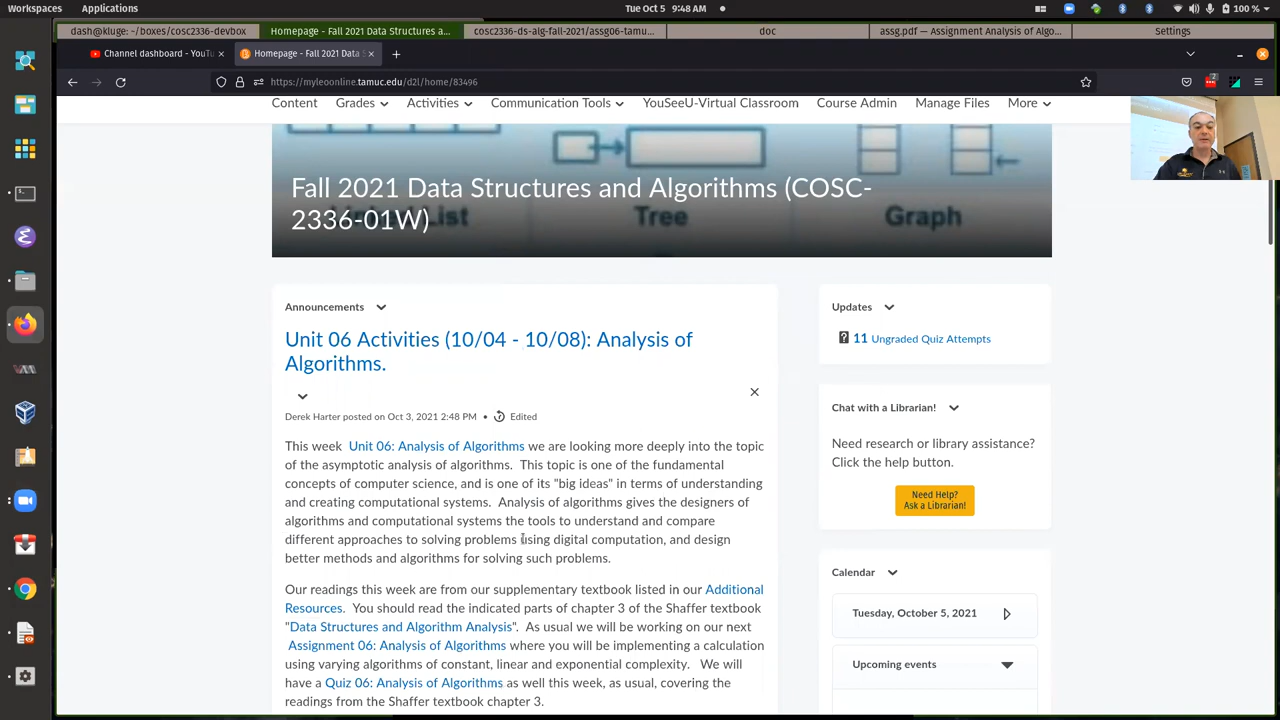 Workspaces Applications Tue Oct 5 9:48 AM 100 %
dash@kluge: ~/boxes/cosc2336-devbox Homepage - Fall 2021 Data Structures a... cosc2336-ds-alg-fall-2021/assg06-tamu... doc assg.pdf — Assignment Analysis of Algo... Settings
Channel dashboard - YouTu Homepage - Fall 2021 Data S
https://myleoonline.tamuc.edu/d2l/home/83496
Content Grades Activities Communication Tools YouSeeU-Virtual Classroom Course Admin Manage Files More
Fall 2021 Data Structures and Algorithms (COSC-
2336-01W)
List Tree Graph
Announcements
Unit 06 Activities (10/04 - 10/08): Analysis of
Algorithms.
Derek Harter posted on Oct 3, 2021 2:48 PM • Edited
This week Unit 06: Analysis of Algorithms we are looking more deeply into the topic
of the asymptotic analysis of algorithms. This topic is one of the fundamental
concepts of computer science, and is one of its "big ideas" in terms of understanding
and creating computational systems. Analysis of algorithms gives the designers of
algorithms and computational systems the tools to understand and compare
different approaches to solving problems using digital computation, and design
better methods and algorithms for solving such problems.
Our readings this week are from our supplementary textbook listed in our Additional
Resources. You should read the indicated parts of chapter 3 of the Shaffer textbook
"Data Structures and Algorithm Analysis". As usual we will be working on our next
Assignment 06: Analysis of Algorithms where you will be implementing a calculation
using varying algorithms of constant, linear and exponential complexity. We will
have a Quiz 06: Analysis of Algorithms as well this week, as usual, covering the
readings from the Shaffer textbook chapter 3.
Updates
11 Ungraded Quiz Attempts
Chat with a Librarian!
Need research or library assistance?
Click the help button.
Need Help?
Ask a Librarian!
Calendar
Tuesday, October 5, 2021
Upcoming events